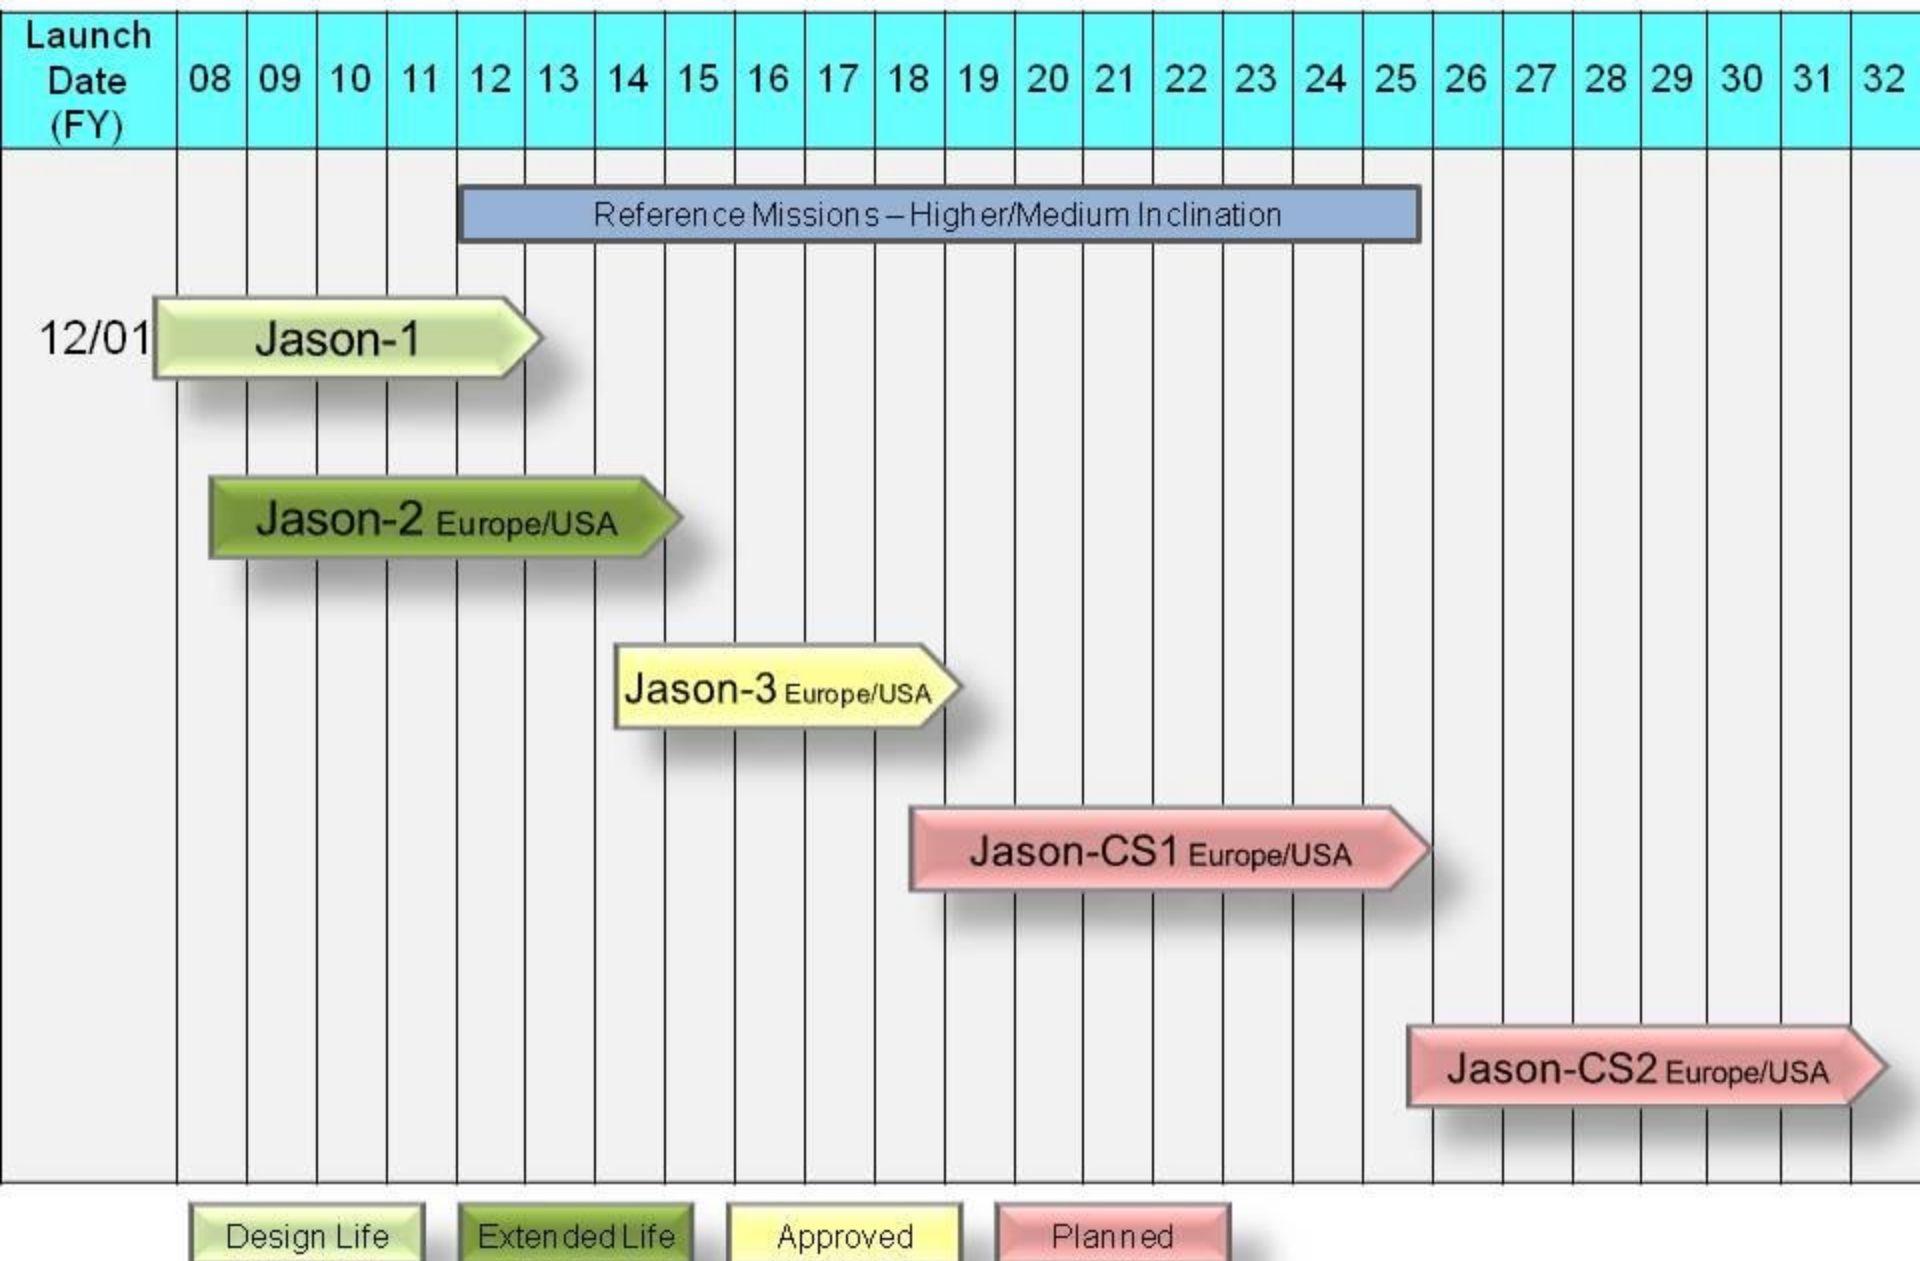 Launch
Date
(FY)
08 09 10 11 12 13 14 15 16 17 18 19 20 21 22 23 24 25 26 27 28 29 30 31 32
Reference Missions – Higher/Medium Inclination
12/01 Jason-1
Jason-2 Europe/USA
Jason-3 Europe/USA
Jason-CS1 Europe/USA
Jason-CS2 Europe/USA
Design Life Extended Life Approved Planned